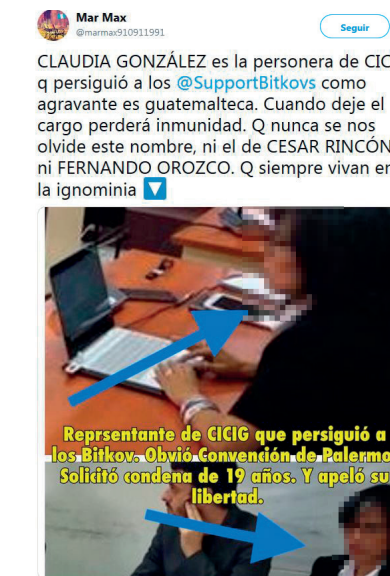 Mar Max
@marmax910911991
Seguir
CLAUDIA GONZÁLEZ es la personera de CIC
q persiguió a los @SupportBitkovs como
agravante es guatemalteca. Cuando deje el
cargo perderá inmunidad. Q nunca se nos
olvide este nombre, ni el de CESAR RINCÓN
ni FERNANDO OROZCO. Q siempre vivan en
la ignominia
Reprsentante de CICIG que persiguió a
los Bitkov. Obvió Convención de Palermo
Solicitó condena de 19 años. Y apeló su
libertad.